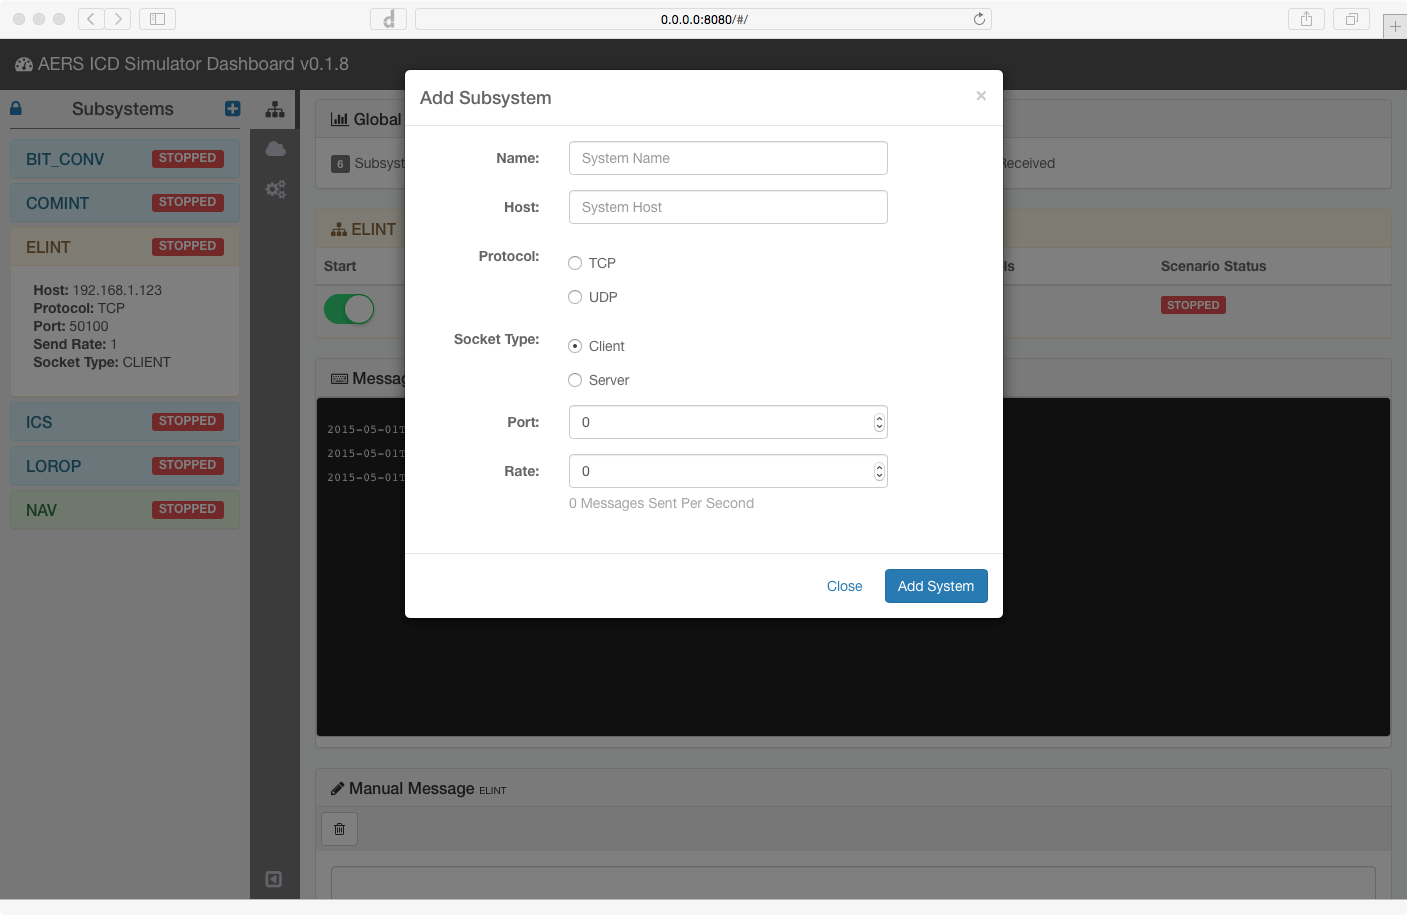 0.0.0.0:8080/#/
AERS ICD Simulator Dashboard v0.1.8
Subsystems
BIT_CONV STOPPED
COMINT STOPPED
ELINT STOPPED
Host: 192.168.1.123
Protocol: TCP
Port: 50100
Send Rate: 1
Socket Type: CLIENT
ICS STOPPED
LOROP STOPPED
NAV STOPPED
Global
6 Subsyst
Received
ELINT
Start
ls
Scenario Status
STOPPED
Messag
2015-05-01T
2015-05-01T
2015-05-01T
Manual Message ELINT
Add Subsystem
×
Name: System Name
Host: System Host
Protocol:
TCP
UDP
Socket Type:
Client
Server
Port: 0
Rate: 0
0 Messages Sent Per Second
Close
Add System